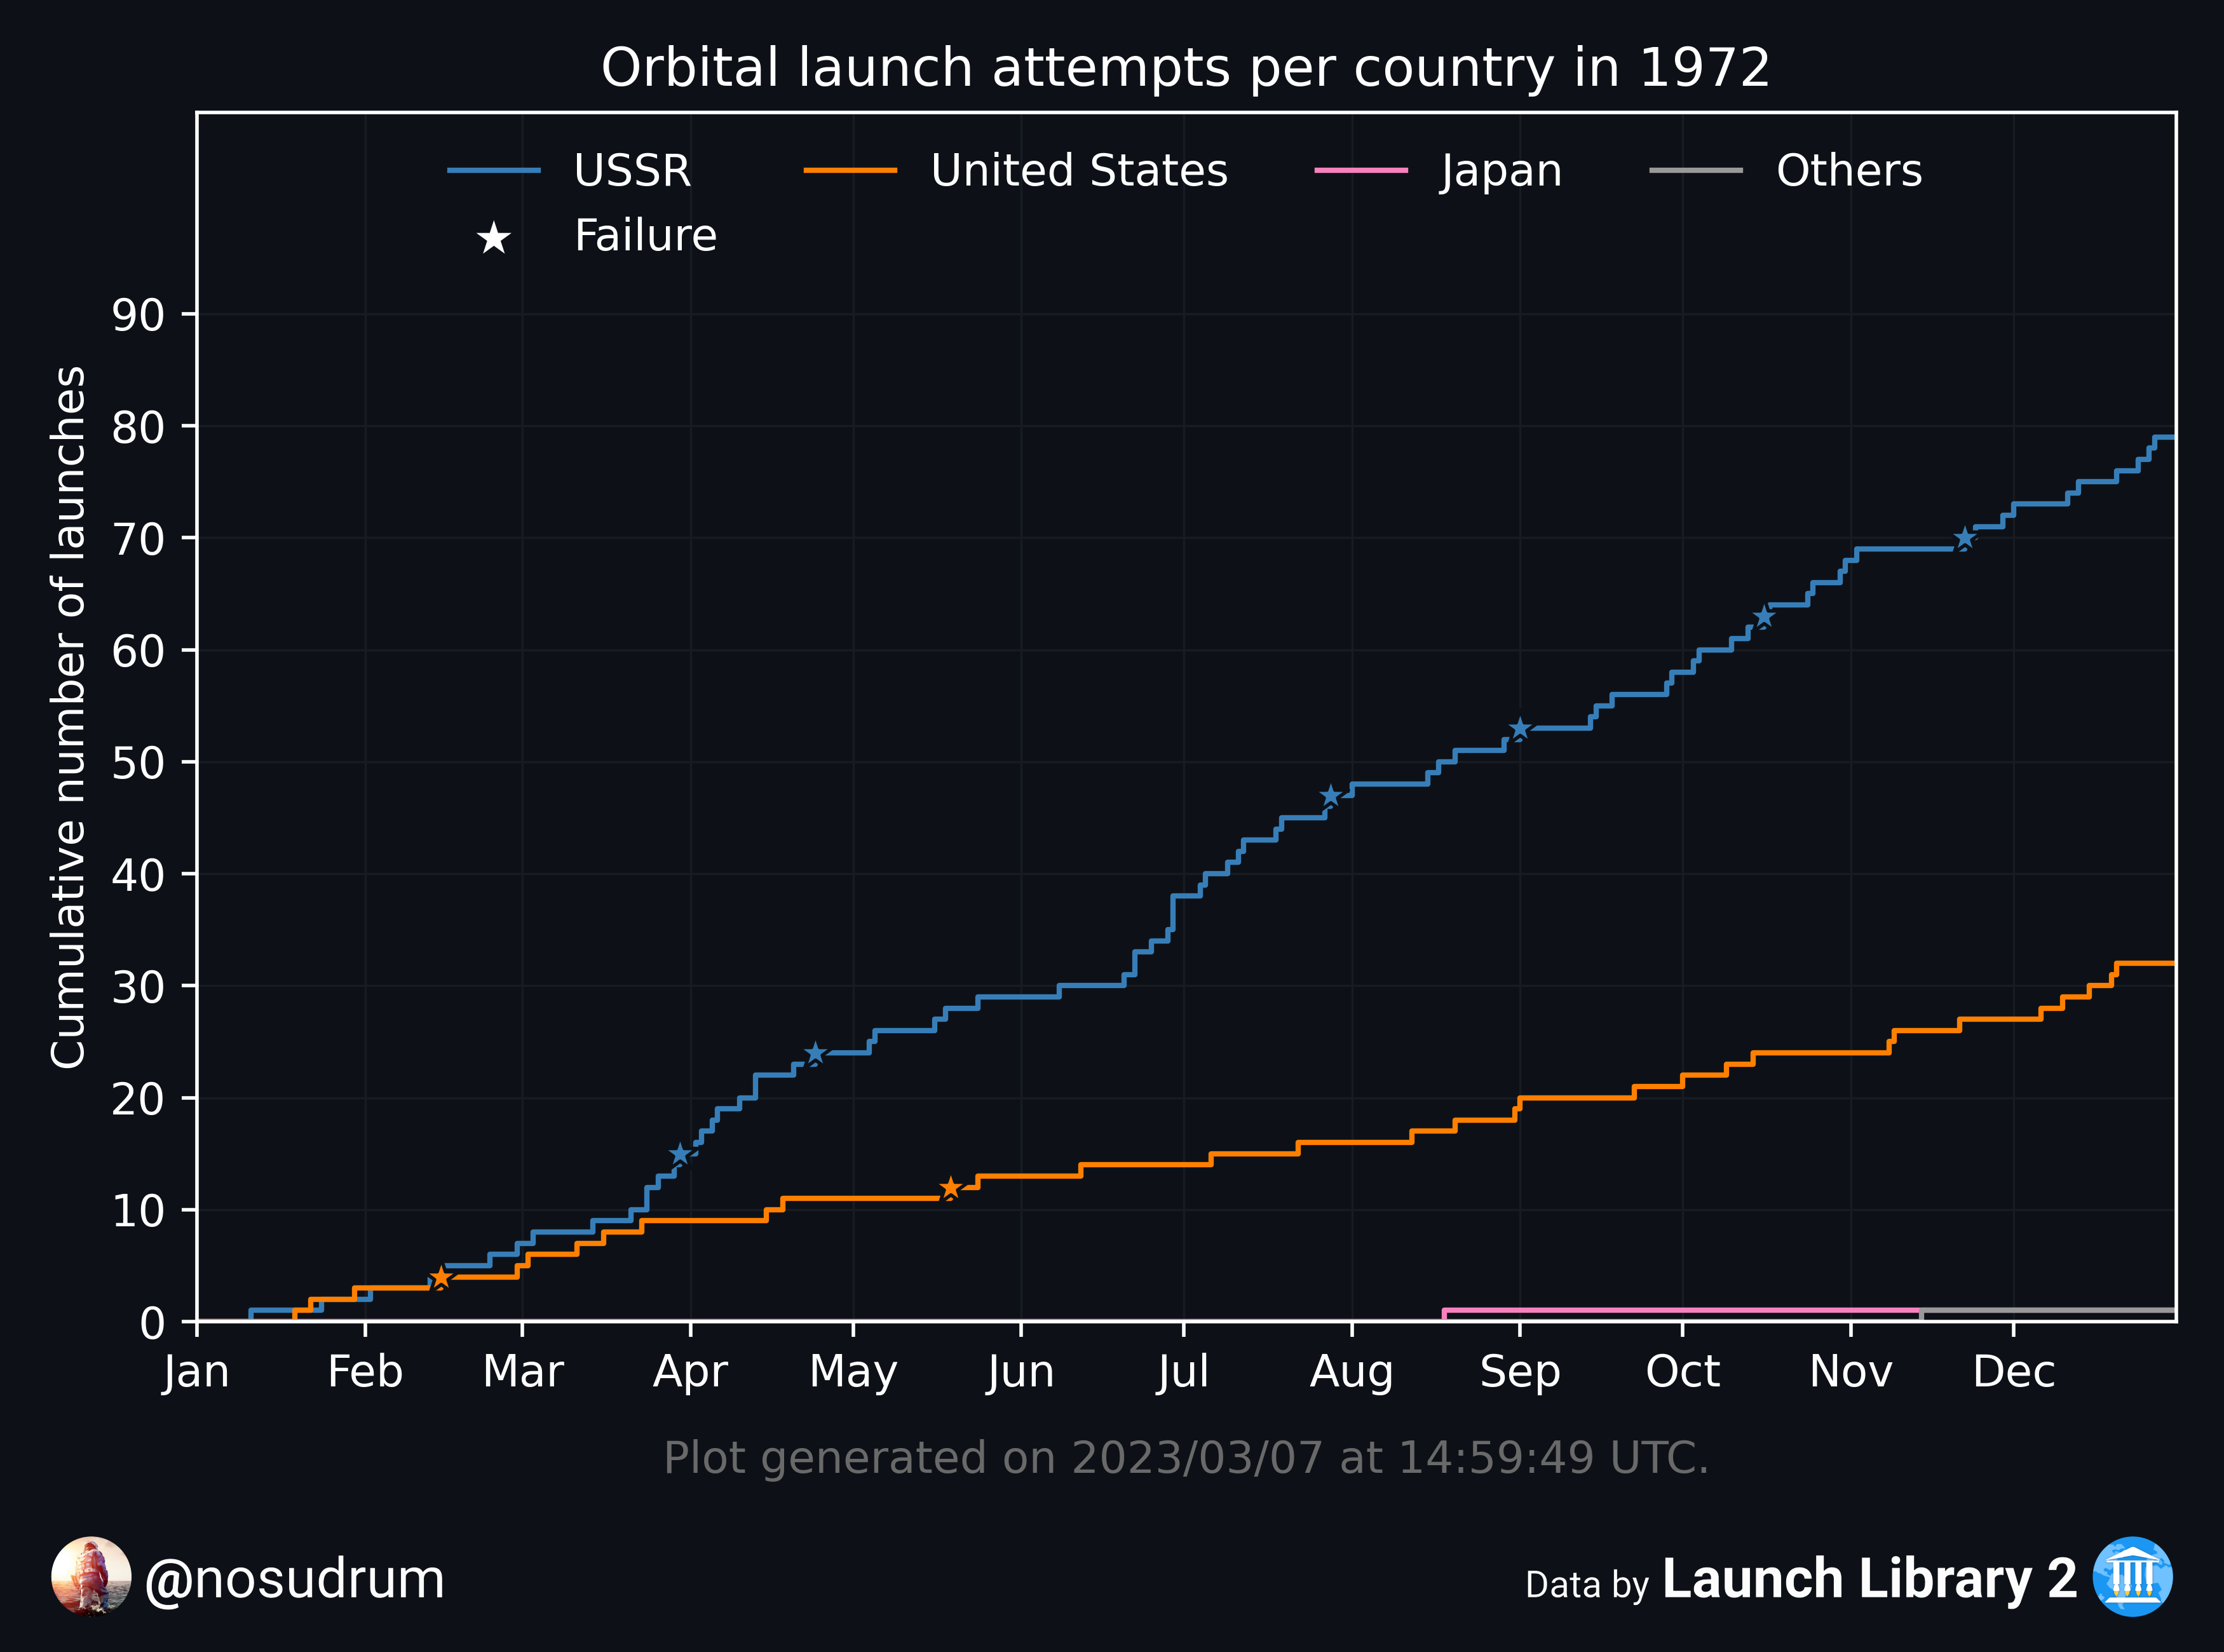 Orbital launch attempts per country in 1972
USSR United States Japan Others
Failure
Cumulative number of launches
90
80
70
60
50
40
30
20
10
0
Jan Feb Mar Apr May Jun Jul Aug Sep Oct Nov Dec
Plot generated on 2023/03/07 at 14:59:49 UTC.
@nosudrum
Data by Launch Library 2